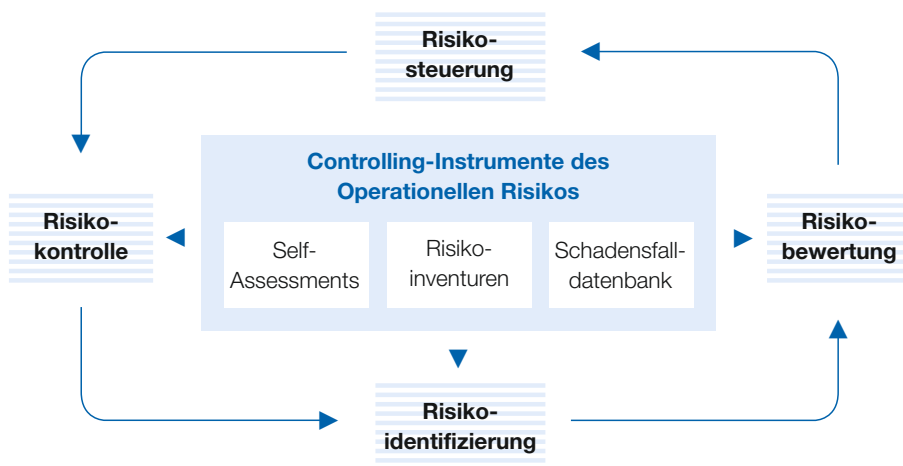 Risiko-
steuerung
Controlling-Instrumente des
Operationellen Risikos
Risiko-
kontrolle
Self-
Assessments
Risiko-
inventuren
Schadensfall-
datenbank
Risiko-
bewertung
Risiko-
identifizierung